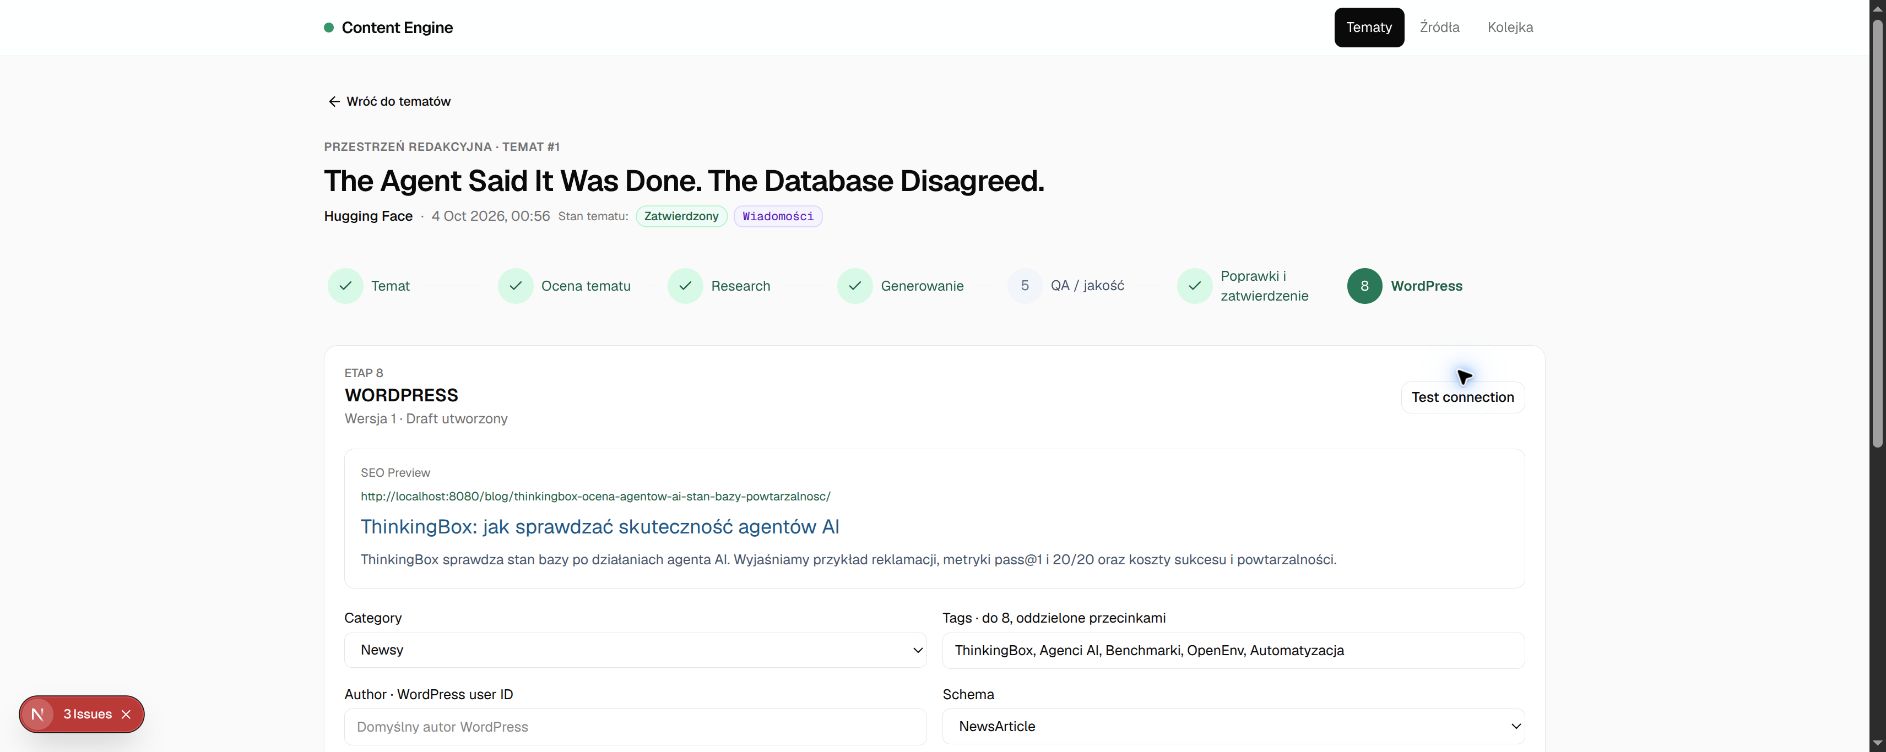 Content Engine
Tematy Źródła Kolejka
← Wróć do tematów
PRZESTRZEŃ REDAKCYJNA · TEMAT #1
The Agent Said It Was Done. The Database Disagreed.
Hugging Face · 4 Oct 2026, 00:56 Stan tematu: Zatwierdzony Wiadomości
Temat Ocena tematu Research Generowanie 5 QA / jakość Poprawki i zatwierdzenie 8 WordPress
ETAP 8
WORDPRESS
Wersja 1 · Draft utworzony
Test connection
SEO Preview
http://localhost:8080/blog/thinkingbox-ocena-agentow-ai-stan-bazy-powtarzalnosc/
ThinkingBox: jak sprawdzać skuteczność agentów AI
ThinkingBox sprawdza stan bazy po działaniach agenta AI. Wyjaśniamy przykład reklamacji, metryki pass@1 i 20/20 oraz koszty sukcesu i powtarzalności.
Category
Newsy
Tags · do 8, oddzielone przecinkami
ThinkingBox, Agenci AI, Benchmarki, OpenEnv, Automatyzacja
Author · WordPress user ID
Domyślny autor WordPress
Schema
NewsArticle
N 3 Issues ×